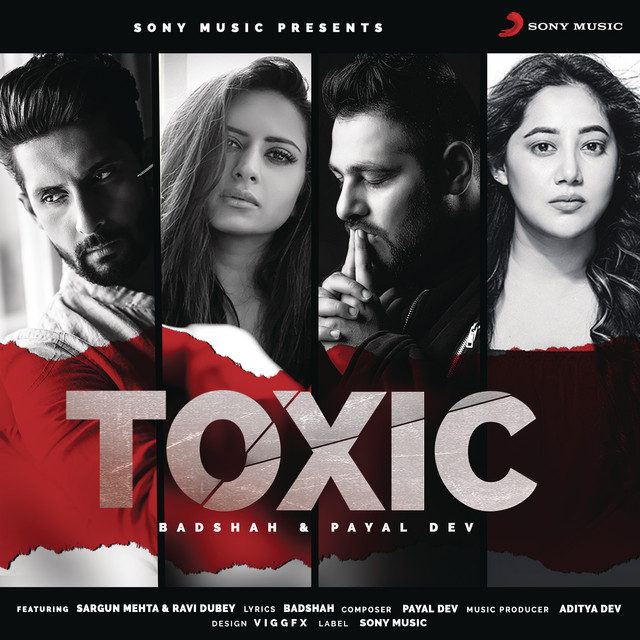 SONY MUSIC PRESENTS
SONY MUSIC
TOXIC
BADSHAH & PAYAL DEV
FEATURING SARGUN MEHTA & RAVI DUBEY LYRICS BADSHAH COMPOSER PAYAL DEV MUSIC PRODUCER ADITYA DEV
DESIGN VIGGFX LABEL SONY MUSIC